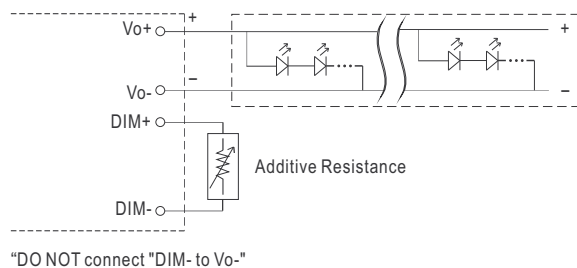 Vo+
+
+
Vo-
−
−
DIM+
Additive Resistance
DIM-
“DO NOT connect "DIM- to Vo-"